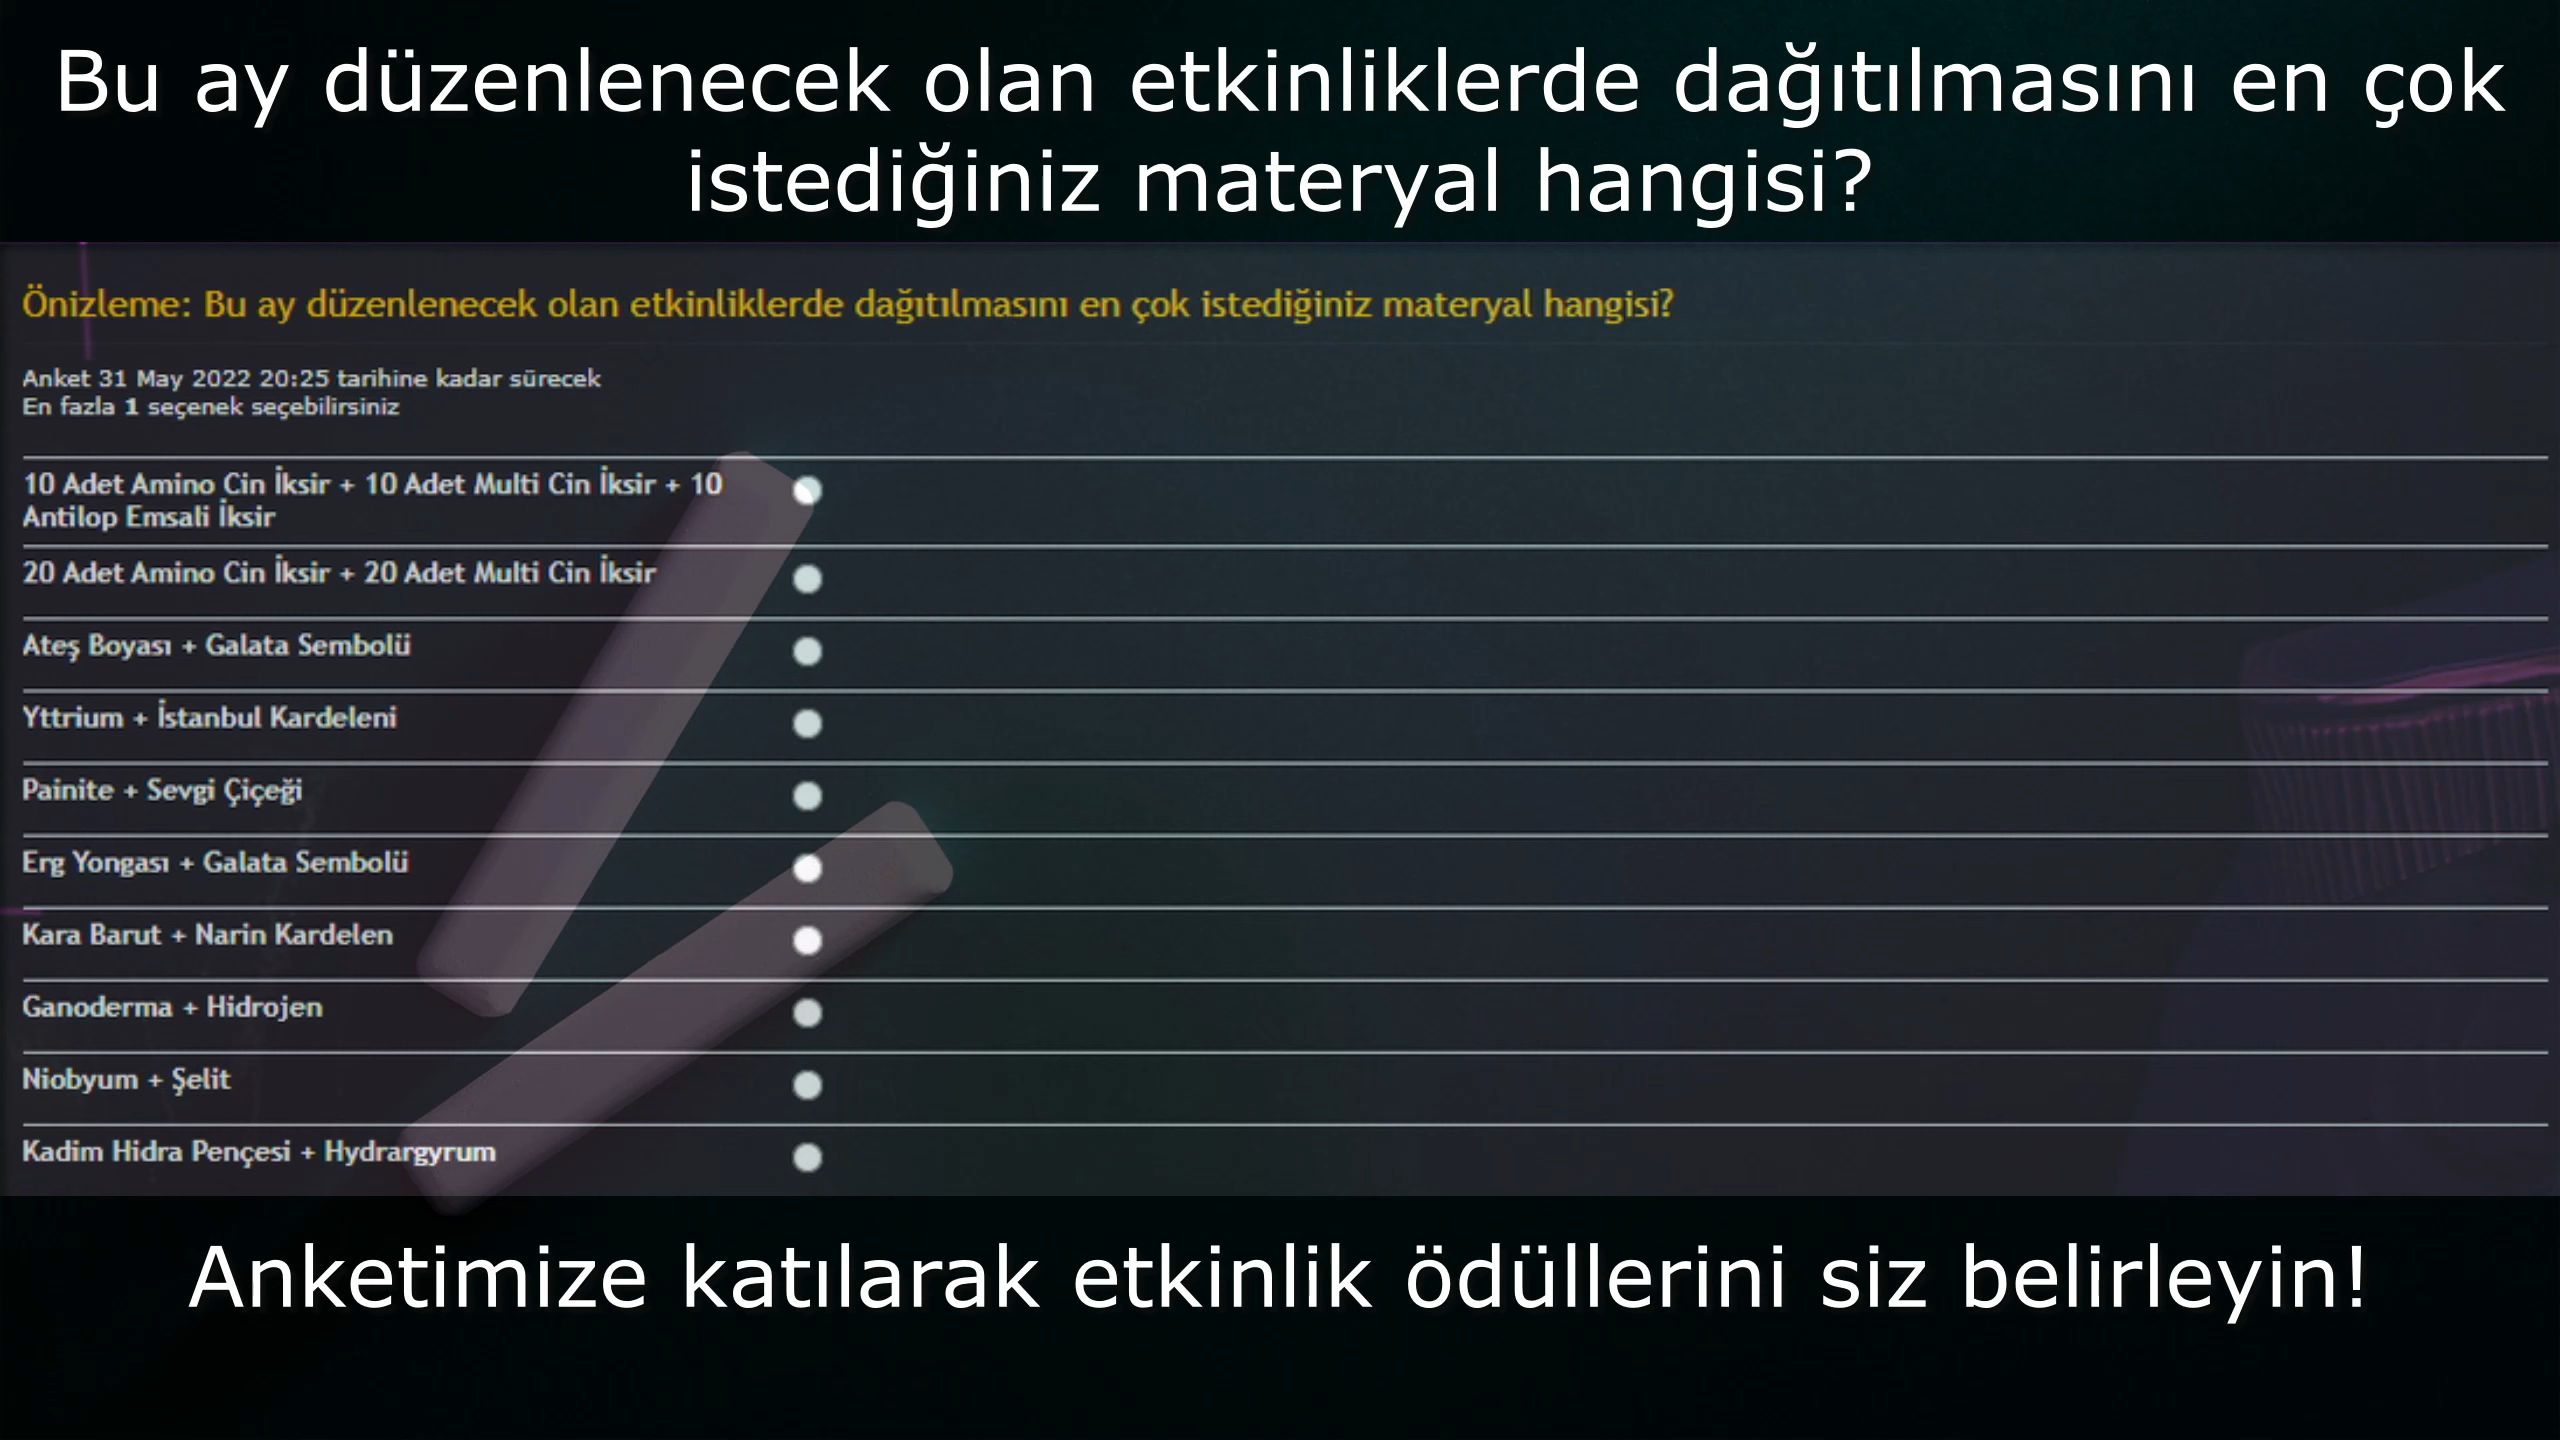 Bu ay düzenlenecek olan etkinliklerde dağıtılmasını en çok
istediğiniz materyal hangisi?
Önizleme: Bu ay düzenlenecek olan etkinliklerde dağıtılmasını en çok istediğiniz materyal hangisi?
Anket 31 May 2022 20:25 tarihine kadar sürecek
En fazla 1 seçenek seçebilirsiniz
10 Adet Amino Cin İksir + 10 Adet Multi Cin İksir + 10
Antilop Emsali İksir
20 Adet Amino Cin İksir + 20 Adet Multi Cin İksir
Ateş Boyası + Galata Sembolü
Yttrium + İstanbul Kardeleni
Painite + Sevgi Çiçeği
Erg Yongası + Galata Sembolü
Kara Barut + Narin Kardelen
Ganoderma + Hidrojen
Niobyum + Şelit
Kadim Hidra Pençesi + Hydrargyrum
Anketimize katılarak etkinlik ödüllerini siz belirleyin!